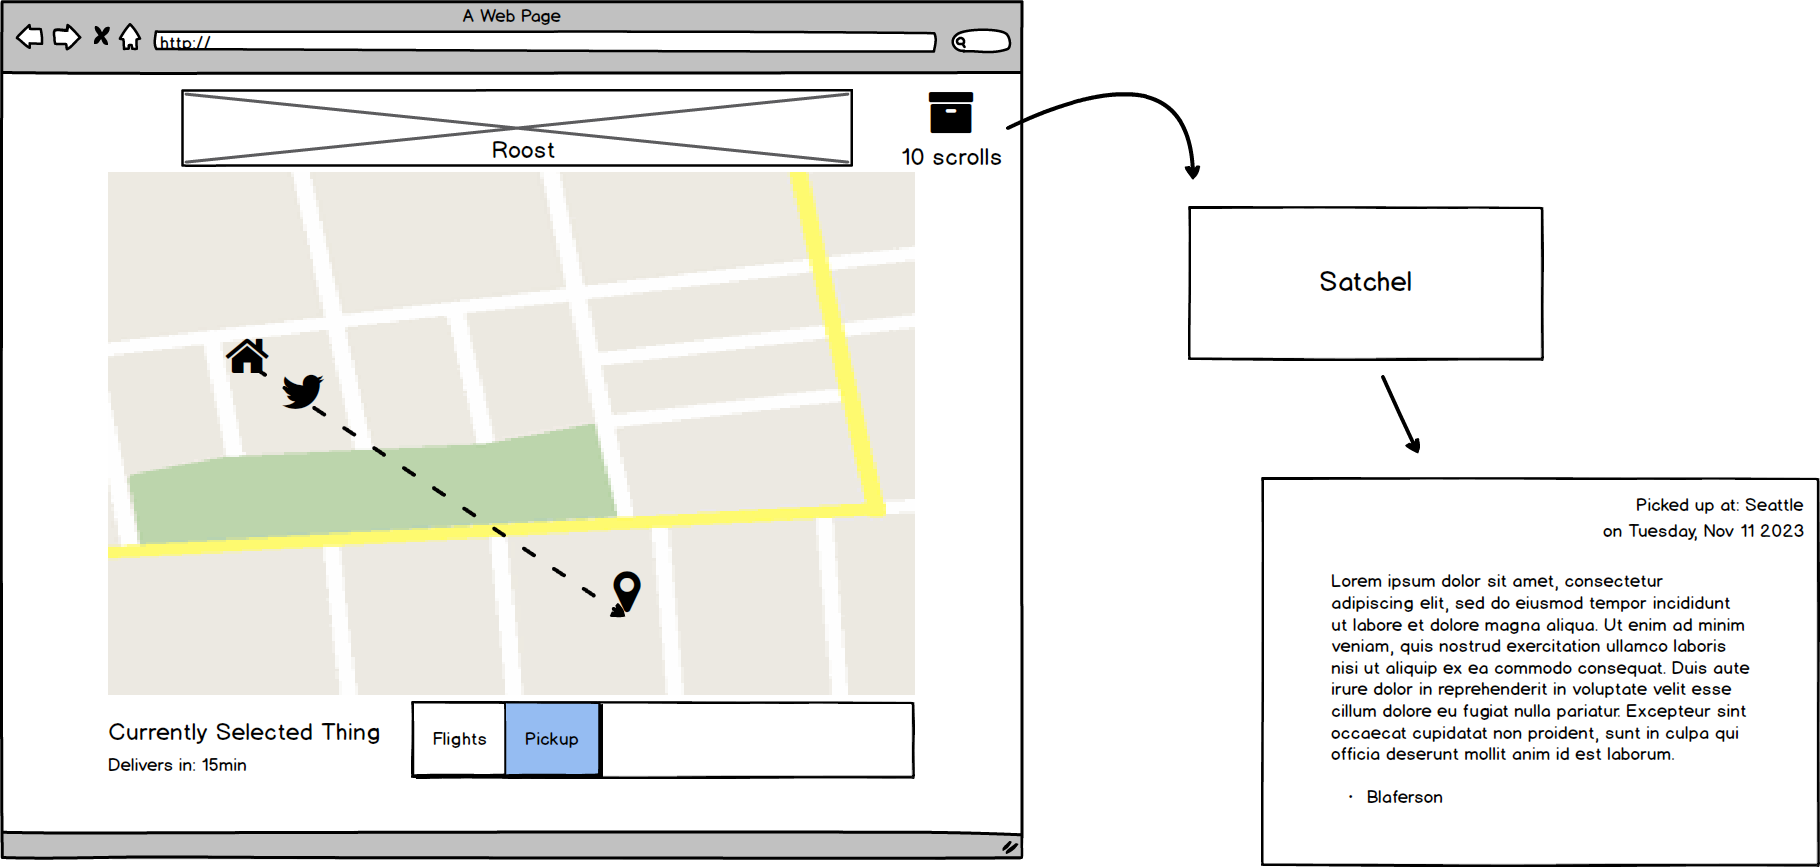 A Web Page
http://
Roost
10 scrolls
Satchel
Currently Selected Thing
Delivers in: 15min
Flights
Pickup
Picked up at: Seattle
on Tuesday, Nov 11 2023
Lorem ipsum dolor sit amet, consectetur
adipiscing elit, sed do eiusmod tempor incididunt
ut labore et dolore magna aliqua. Ut enim ad minim
veniam, quis nostrud exercitation ullamco laboris
nisi ut aliquip ex ea commodo consequat. Duis aute
irure dolor in reprehenderit in voluptate velit esse
cillum dolore eu fugiat nulla pariatur. Excepteur sint
occaecat cupidatat non proident, sunt in culpa qui
officia deserunt mollit anim id est laborum.
· Blaferson